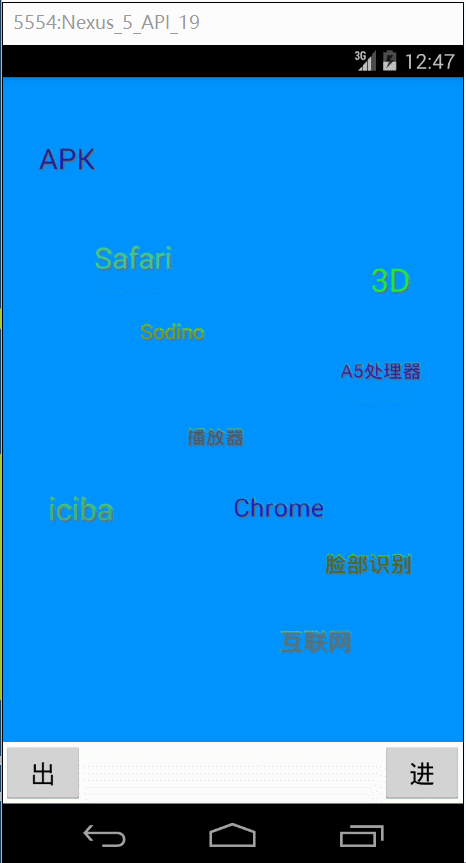 5554:Nexus_5_API_19
3G 12:47
APK
Safari
3D
Sodino
A5处理器
播放器
iciba
Chrome
脸部识别
互联网
出
进